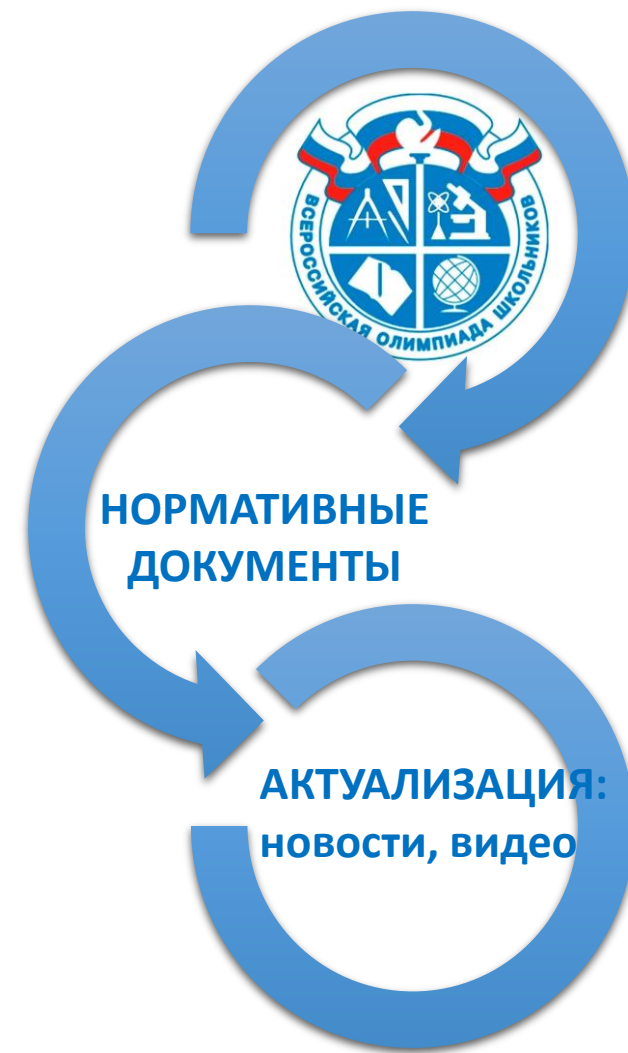 ВСЕРОССИЙСКАЯ ОЛИМПИАДА ШКОЛЬНИКОВ
НОРМАТИВНЫЕ
ДОКУМЕНТЫ
АКТУАЛИЗАЦИЯ:
новости, видео